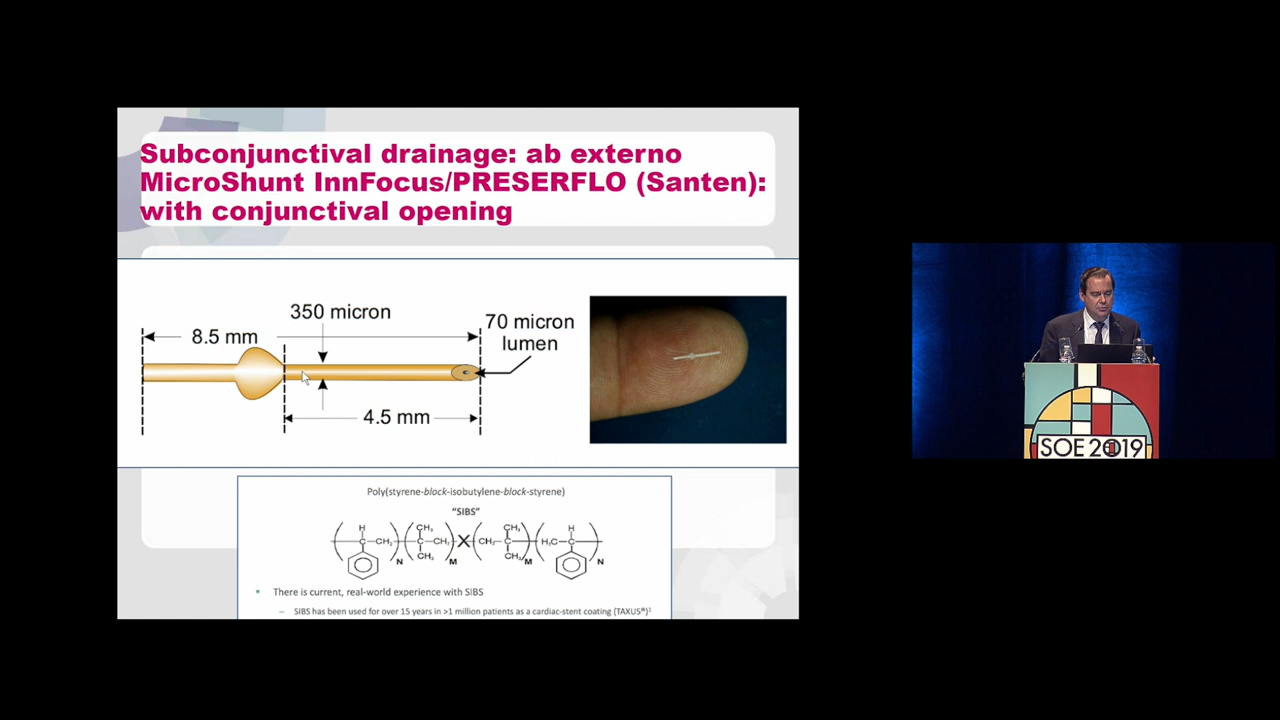 Subconjunctival drainage: ab externo
MicroShunt InnFocus/PRESERFLO (Santen):
with conjunctival opening
350 micron
8.5 mm
70 micron
lumen
4.5 mm
Poly(styrene-block-isobutylene-block-styrene)
"SIBS"
H
CH₃
CH₃
H
C
CH₂
C
CH₂
X
CH₂
C
H₂C
C
CH₃
CH₃
N
M
M
N
There is current, real-world experience with SIBS
SIBS has been used for over 15 years in >1 million patients as a cardiac-stent coating (TAXUS®)¹
SOE 2019